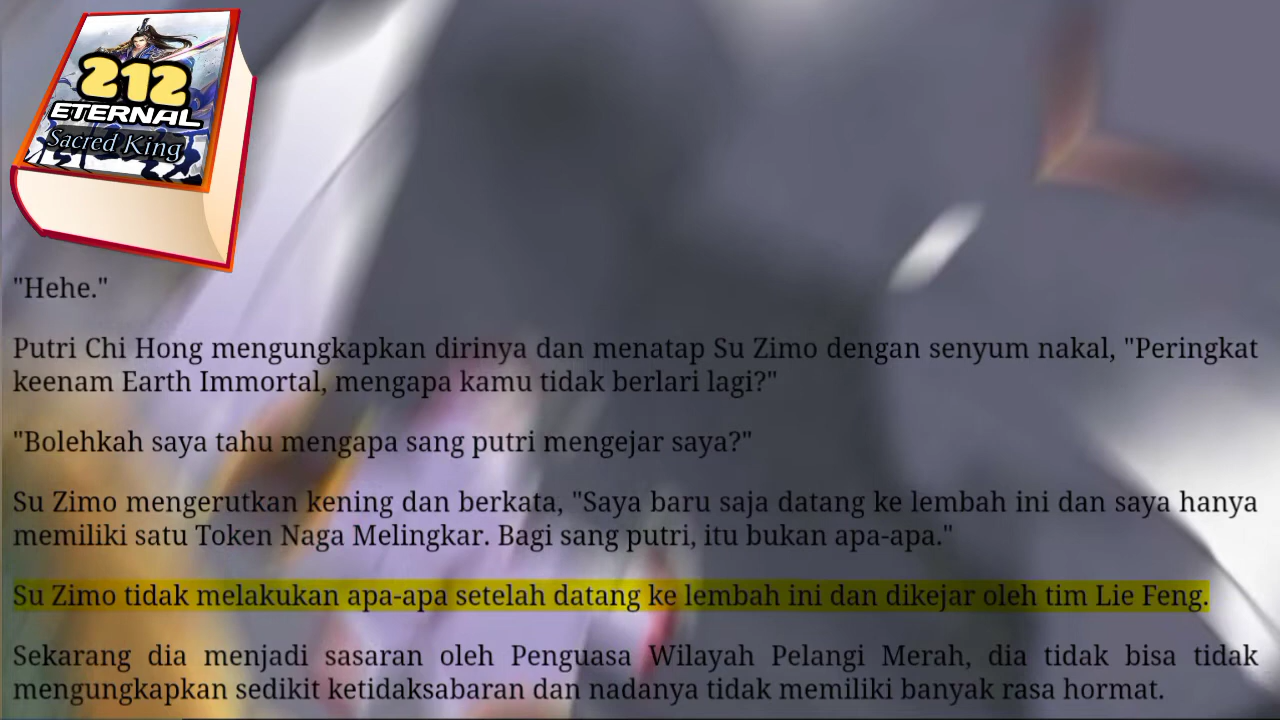 212
ETERNAL
Sacred King
"Hehe."
Putri Chi Hong mengungkapkan dirinya dan menatap Su Zimo dengan senyum nakal, "Peringkat
keenam Earth Immortal, mengapa kamu tidak berlari lagi?"
"Bolehkah saya tahu mengapa sang putri mengejar saya?"
Su Zimo mengerutkan kening dan berkata, "Saya baru saja datang ke lembah ini dan saya hanya
memiliki satu Token Naga Melingkar. Bagi sang putri, itu bukan apa-apa."
Su Zimo tidak melakukan apa-apa setelah datang ke lembah ini dan dikejar oleh tim Lie Feng.
Sekarang dia menjadi sasaran oleh Penguasa Wilayah Pelangi Merah, dia tidak bisa tidak
mengungkapkan sedikit ketidaksabaran dan nadanya tidak memiliki banyak rasa hormat.